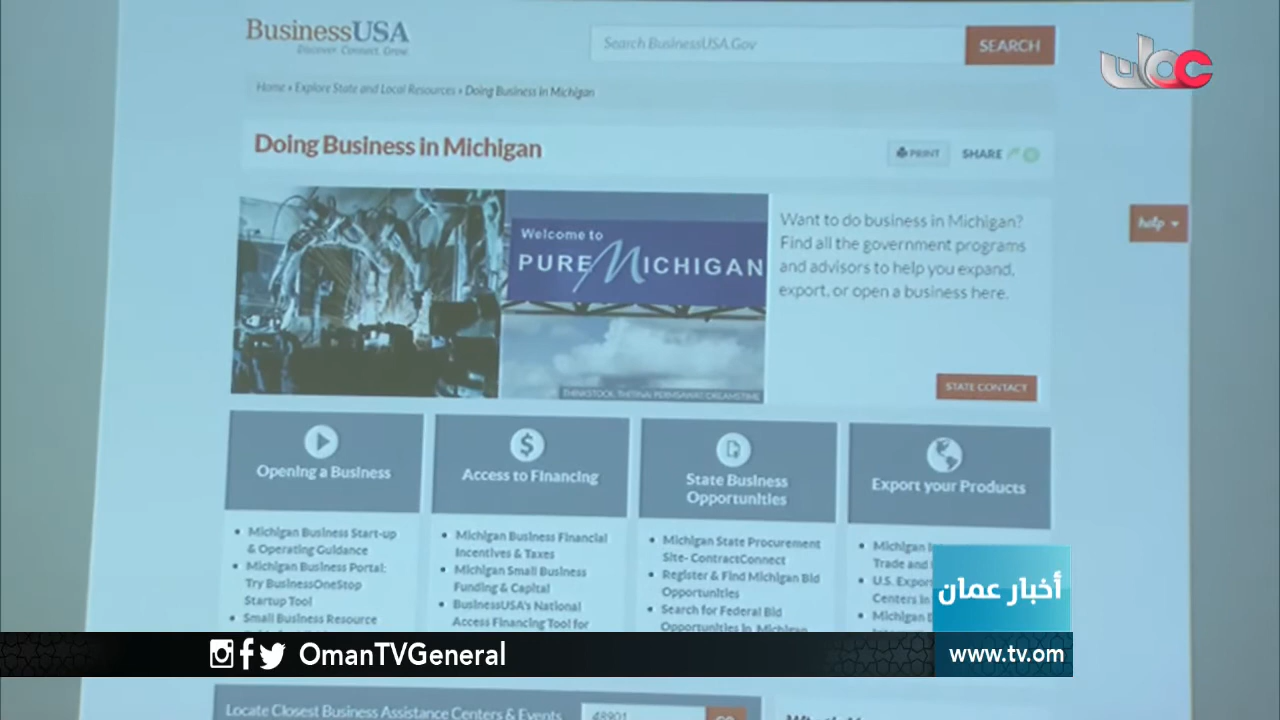 BusinessUSA
Discover. Connect. Grow.
Search BusinessUSA.Gov
SEARCH
عمان
Home › Explore State and Local Resources › Doing Business in Michigan
Doing Business in Michigan
PRINT
SHARE
help
Welcome to
PURE MICHIGAN
Want to do business in Michigan?
Find all the government programs
and advisors to help you expand,
export, or open a business here.
STATE CONTACT
Opening a Business
Michigan Business Start-up
& Operating Guidance
Michigan Business Portal:
Try BusinessOneStop
Startup Tool
Small Business Resource
Access to Financing
Michigan Business Financial
Incentives & Taxes
Michigan Small Business
Funding & Capital
BusinessUSA's National
Access Financing Tool for
State Business
Opportunities
Michigan State Procurement
Site- ContractConnect
Register & Find Michigan Bid
Opportunities
Search for Federal Bid
Opportunities in Michigan
Export your Products
Michigan
Trade and
U.S. Expor
Centers in
Michigan
أخبار عمان
www.tv.om
OmanTVGeneral
Locate Closest Business Assistance Centers & Events
48901
GO